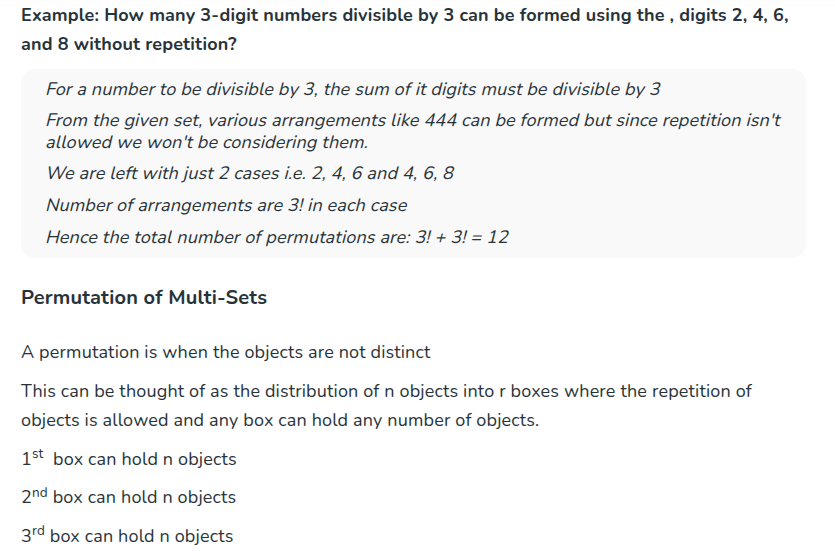 Example: How many 3-digit numbers divisible by 3 can be formed using the , digits 2, 4, 6,
and 8 without repetition?
For a number to be divisible by 3, the sum of it digits must be divisible by 3
From the given set, various arrangements like 444 can be formed but since repetition isn't
allowed we won't be considering them.
We are left with just 2 cases i.e. 2, 4, 6 and 4, 6, 8
Number of arrangements are 3! in each case
Hence the total number of permutations are: 3! + 3! = 12
Permutation of Multi-Sets
A permutation is when the objects are not distinct
This can be thought of as the distribution of n objects into r boxes where the repetition of
objects is allowed and any box can hold any number of objects.
1st box can hold n objects
2nd box can hold n objects
3rd box can hold n objects